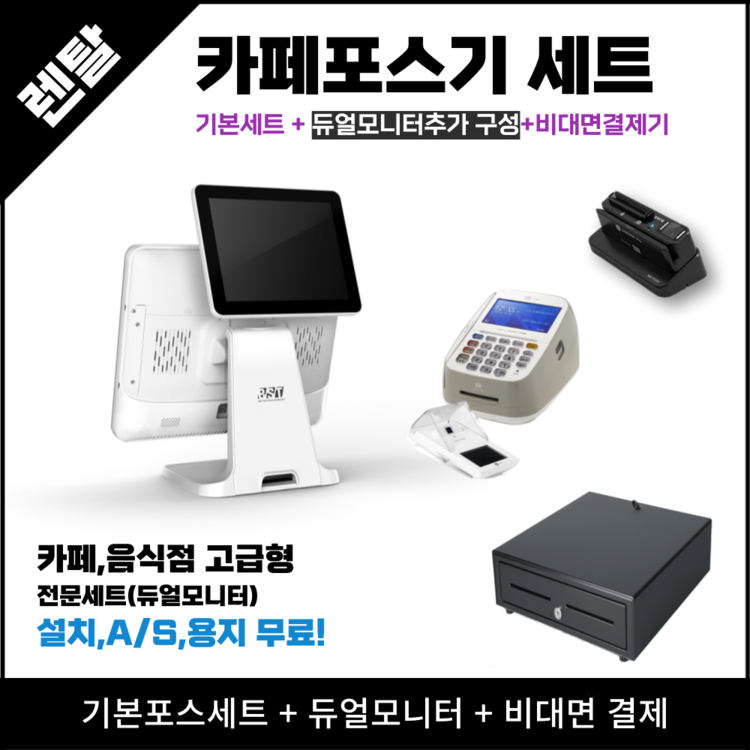 렌탈
카페포스기 세트
기본세트 + 듀얼모니터추가 구성+비대면결제기
카페,음식점 고급형
전문세트(듀얼모니터)
설치,A/S,용지 무료!
기본포스세트 + 듀얼모니터 + 비대면 결제